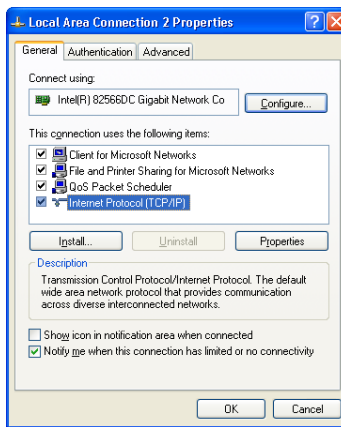 Local Area Connection 2 Properties
General Authentication Advanced
Connect using:
Intel(R) 82566DC Gigabit Network Co
Configure...
This connection uses the following items:
Client for Microsoft Networks
File and Printer Sharing for Microsoft Networks
QoS Packet Scheduler
Internet Protocol (TCP/IP)
Install... Uninstall Properties
Description
Transmission Control Protocol/Internet Protocol. The default
wide area network protocol that provides communication
across diverse interconnected networks.
Show icon in notification area when connected
Notify me when this connection has limited or no connectivity
OK Cancel